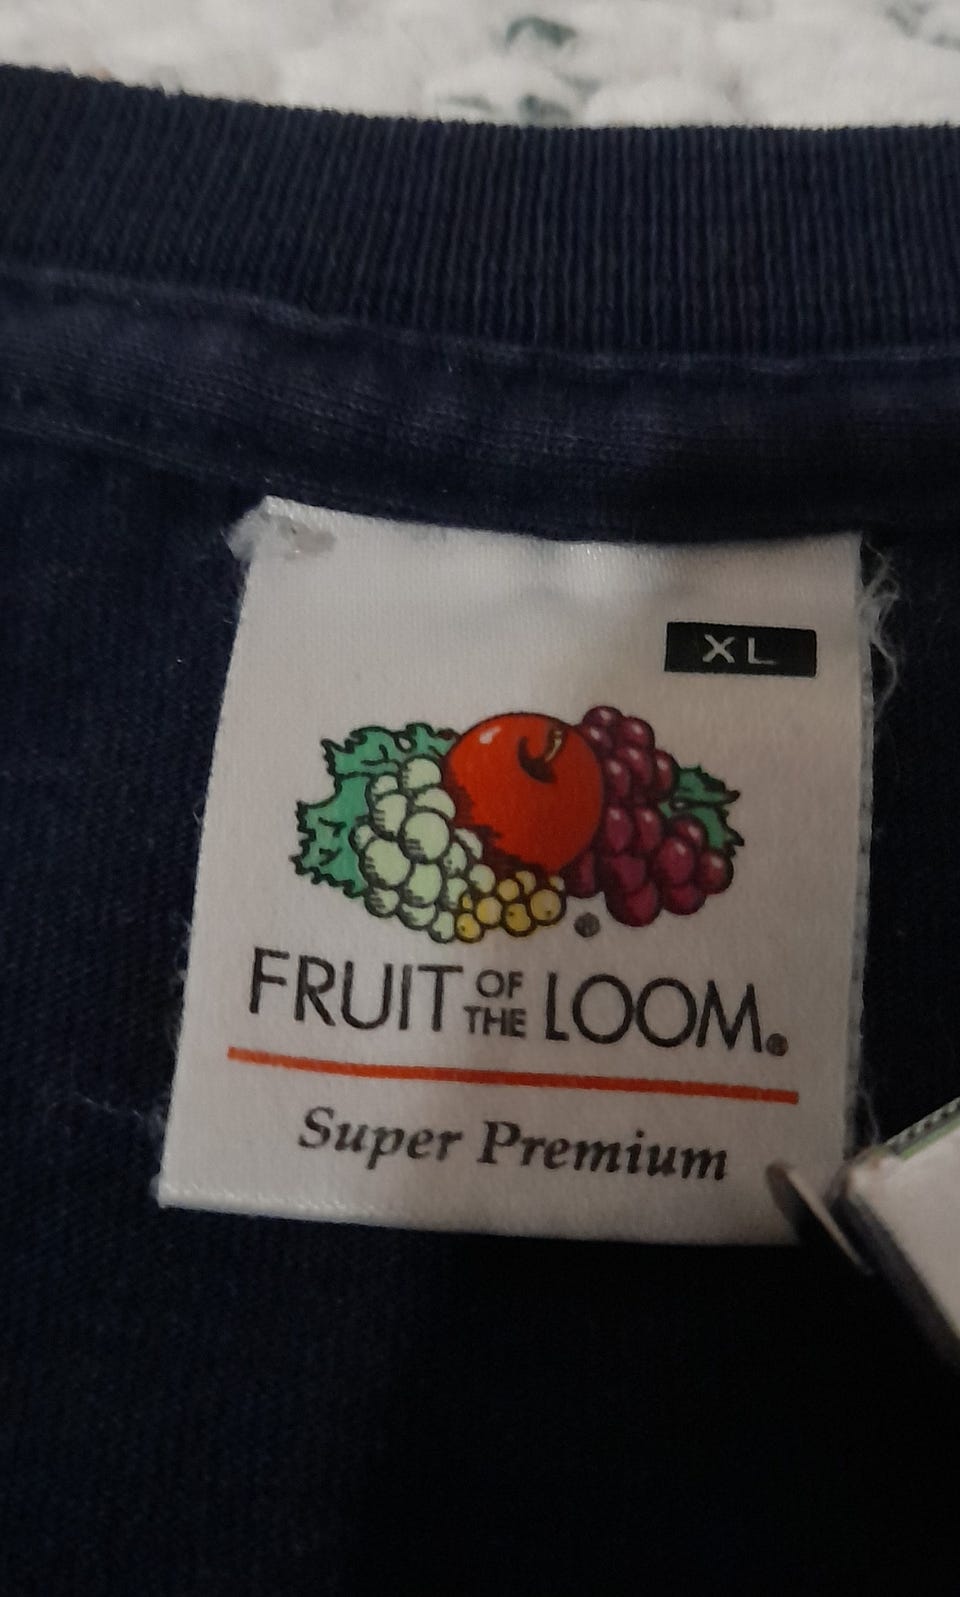 XL
®
FRUIT OF THE LOOM®
Super Premium